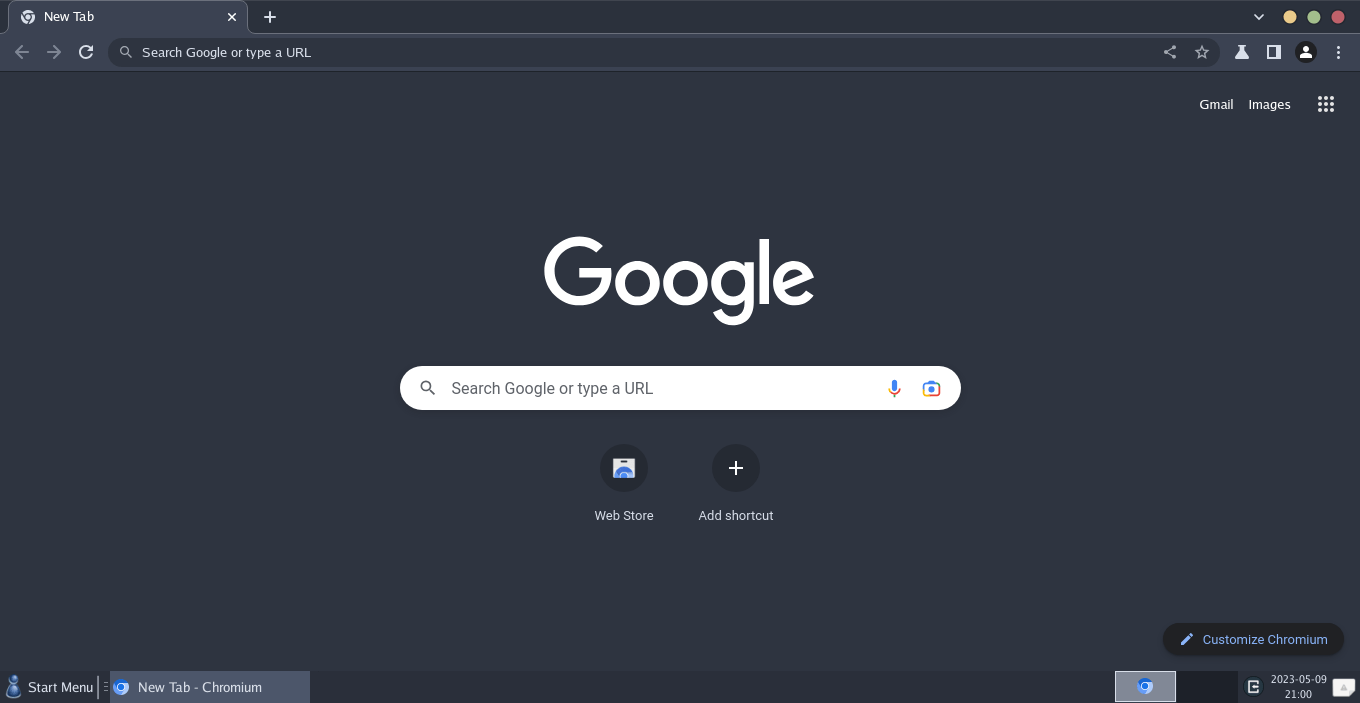 New Tab
Search Google or type a URL
Gmail Images
Google
Search Google or type a URL
Web Store Add shortcut
Customize Chromium
Start Menu New Tab - Chromium 2023-05-09
21:00